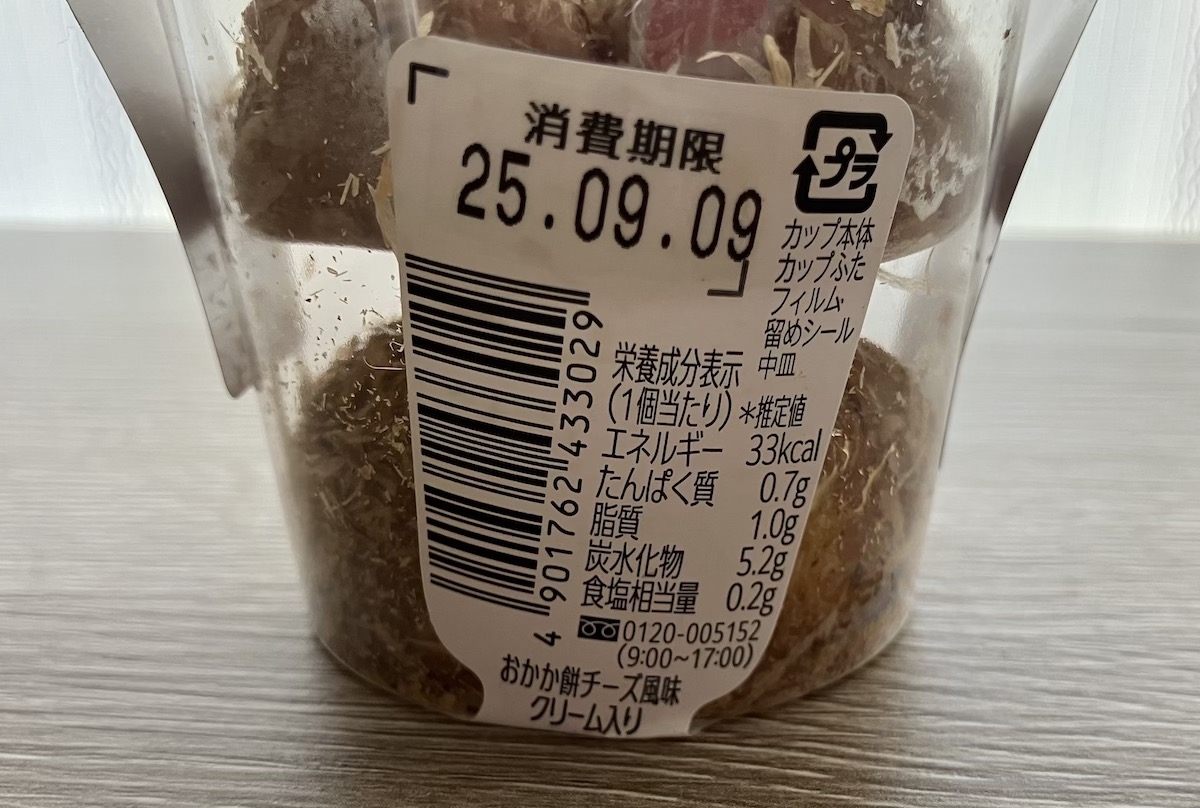 消費期限
25.09.09
プラ
カップ本体
カップふた
フィルム
留めシール
中皿
4 901762 433029
栄養成分表示
(1個当たり) *推定値
エネルギー 33kcal
たんぱく質 0.7g
脂質 1.0g
炭水化物 5.2g
食塩相当量 0.2g
0120-005152
(9:00~17:00)
おかか餅チーズ風味
クリーム入り